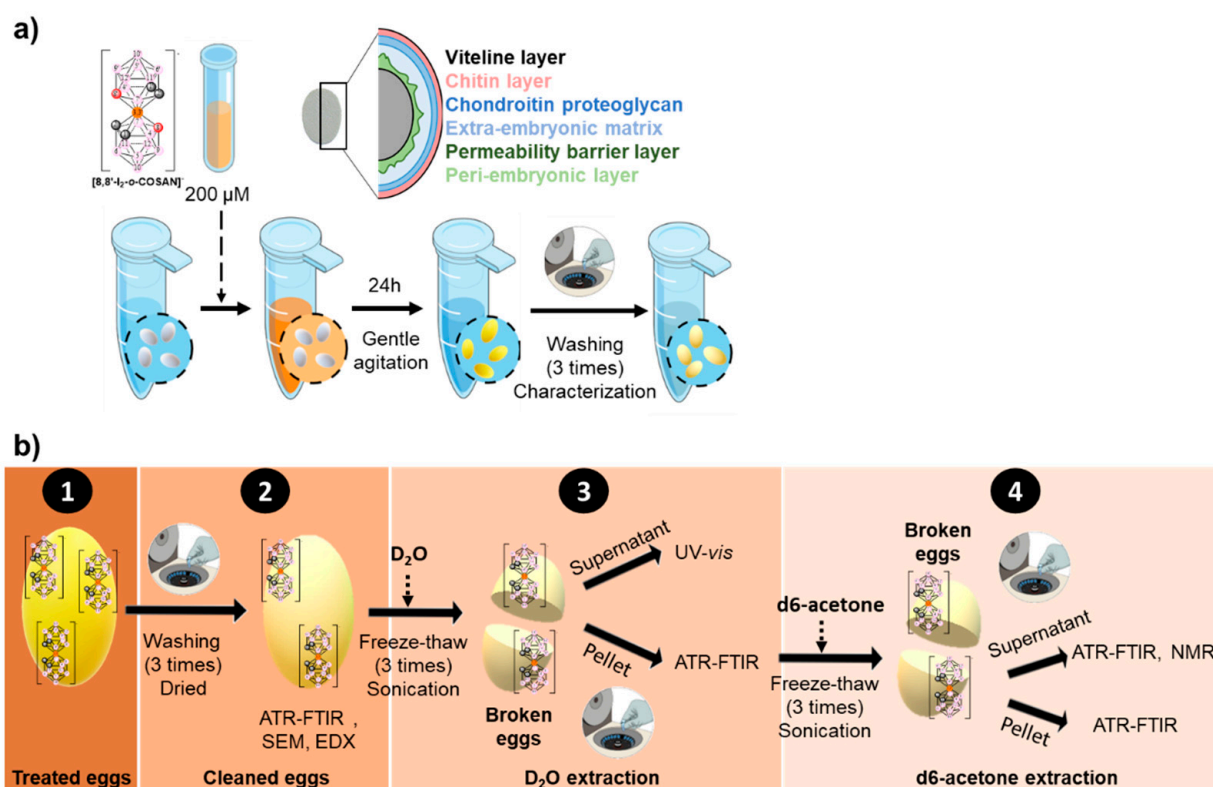 a)
[8,8'-I2-o-COSAN]-
200 µM
Viteline layer
Chitin layer
Chondroitin proteoglycan
Extra-embryonic matrix
Permeability barrier layer
Peri-embryonic layer
24h
Gentle
agitation
Washing
(3 times)
Characterization
b)
1
Washing
(3 times)
Dried
Treated eggs
2
ATR-FTIR ,
SEM, EDX
Cleaned eggs
D2O
Freeze-thaw
(3 times)
Sonication
3
Supernatant
UV-vis
Pellet
ATR-FTIR
Broken
eggs
D2O extraction
d6-acetone
Freeze-thaw
(3 times)
Sonication
4
Broken
eggs
Supernatant
ATR-FTIR, NMR
Pellet
ATR-FTIR
d6-acetone extraction